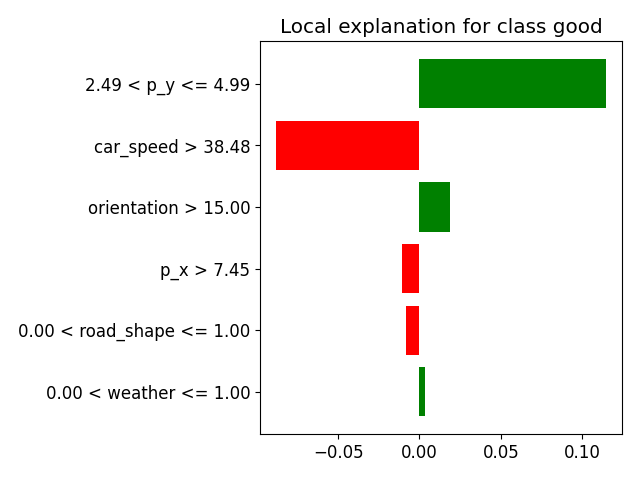 Local explanation for class good
2.49 < p_y <= 4.99
car_speed > 38.48
orientation > 15.00
p_x > 7.45
0.00 < road_shape <= 1.00
0.00 < weather <= 1.00
−0.05 0.00 0.05 0.10